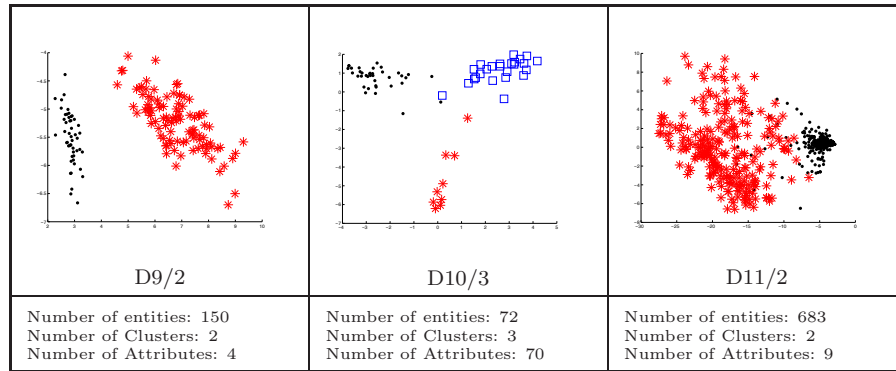 D9/2
D10/3
D11/2
Number of entities: 150
Number of Clusters: 2
Number of Attributes: 4
Number of entities: 72
Number of Clusters: 3
Number of Attributes: 70
Number of entities: 683
Number of Clusters: 2
Number of Attributes: 9